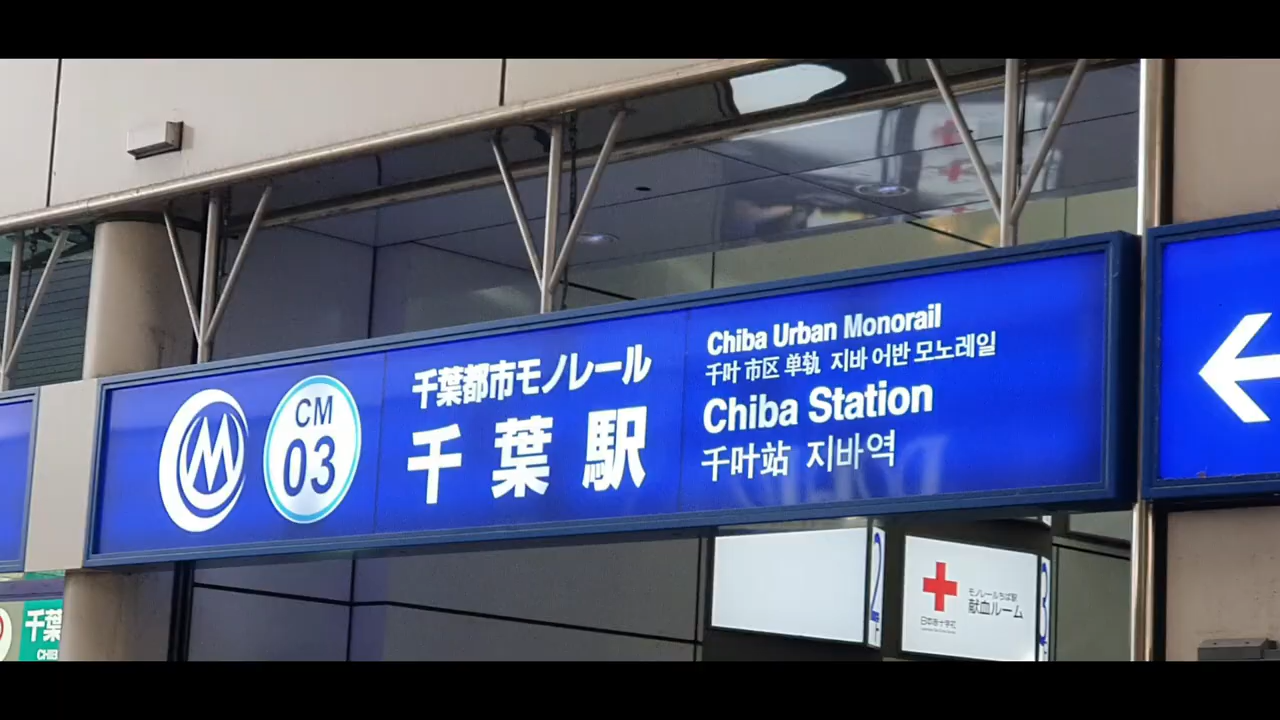 CM
03
千葉都市モノレール
千葉駅
Chiba Urban Monorail
千叶 市区 单轨 지바 어반 모노레일
Chiba Station
千叶站 지바역
2
モノレールちば駅
献血ルーム
日本赤十字社
3
千葉
CHIB